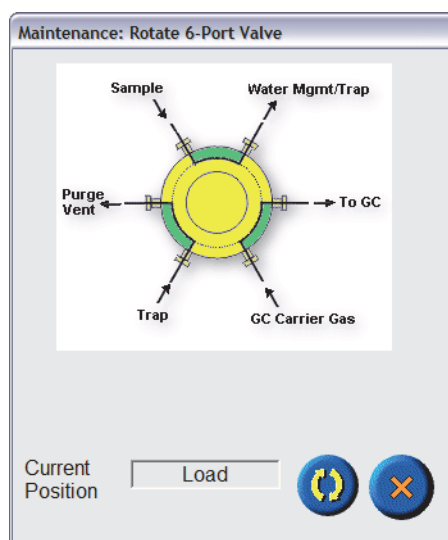 Maintenance: Rotate 6-Port Valve
Sample
Water Mgmt/Trap
Purge
Vent
To GC
Trap
GC Carrier Gas
Current
Position
Load